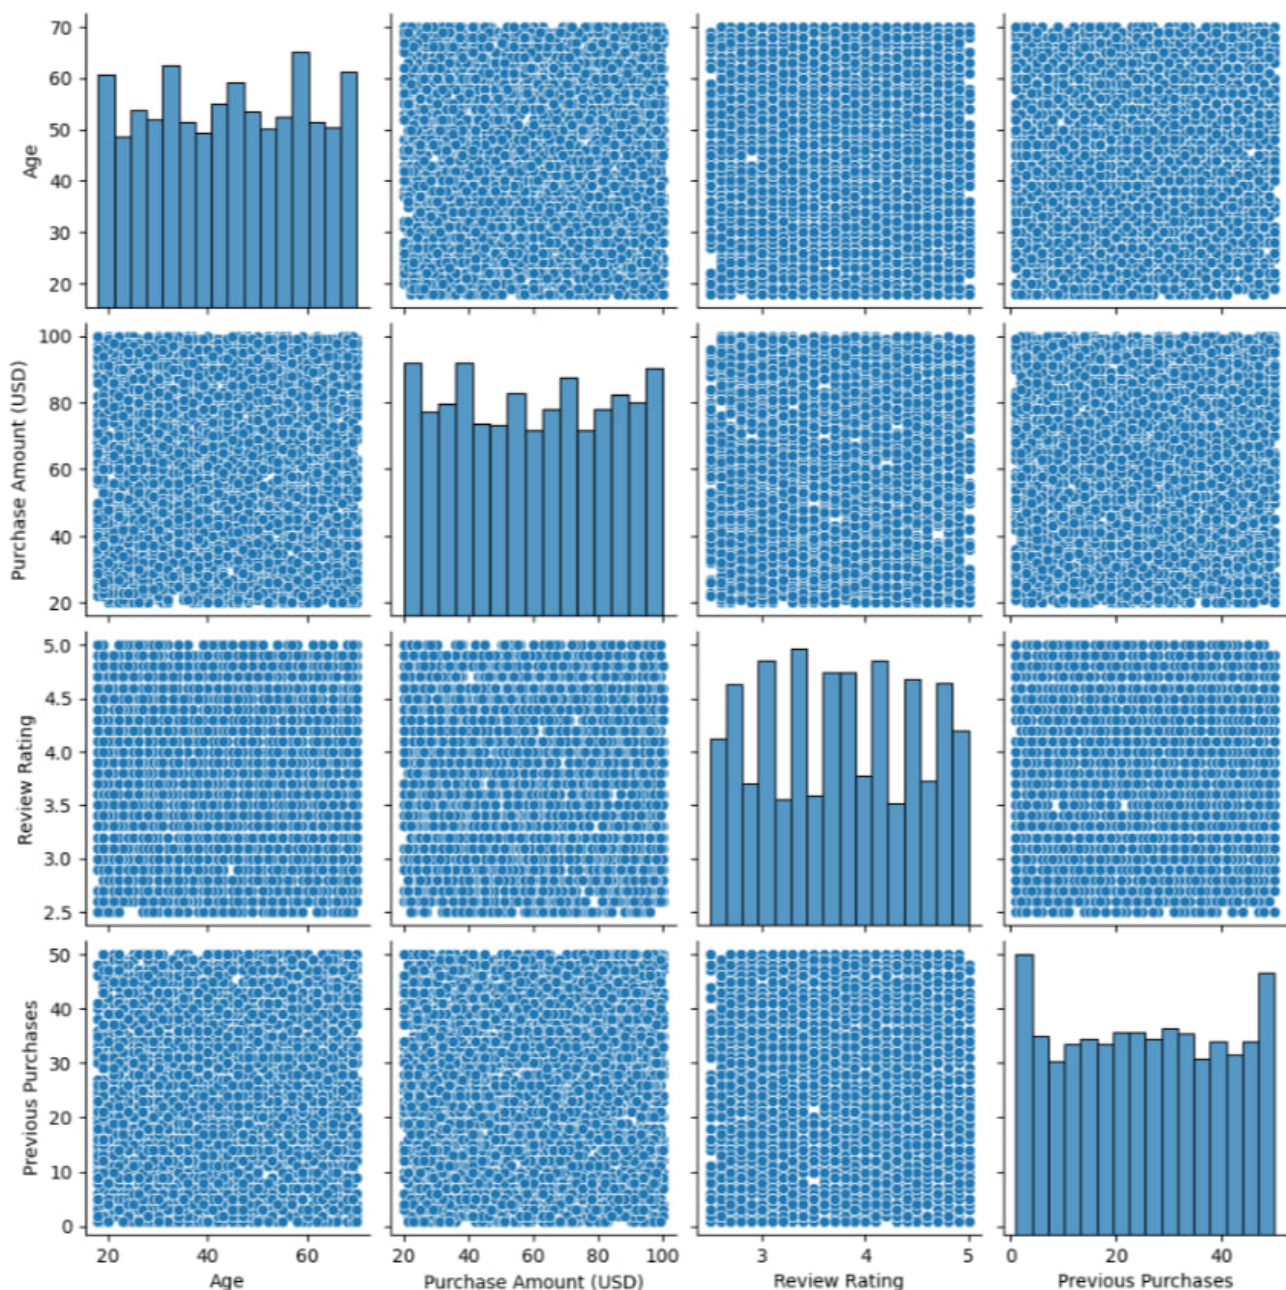 70
60
50
40
30
20
Age
100
80
60
40
20
Purchase Amount (USD)
5.0
4.5
4.0
3.5
3.0
2.5
Review Rating
50
40
30
20
10
0
Previous Purchases
20 40 60
Age
20 40 60 80 100
Purchase Amount (USD)
3 4 5
Review Rating
0 20 40
Previous Purchases